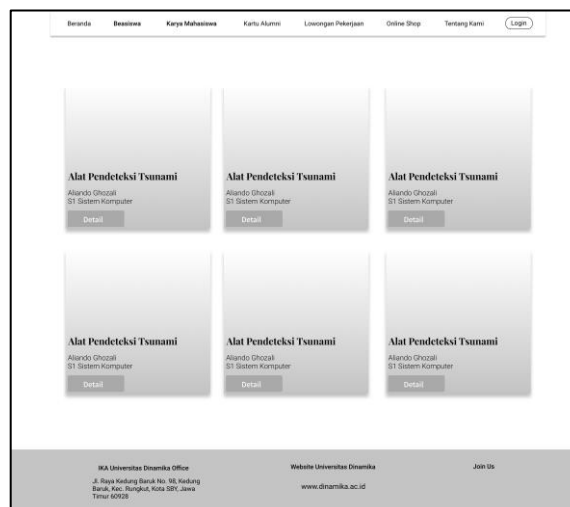 Beranda Beasiswa Karya Mahasiswa Kartu Alumni Lowongan Pekerjaan Online Shop Tentang Kami Login
Alat Pendeteksi Tsunami
Aliando Ghozali
S1 Sistem Komputer
Detail
Alat Pendeteksi Tsunami
Aliando Ghozali
S1 Sistem Komputer
Detail
Alat Pendeteksi Tsunami
Aliando Ghozali
S1 Sistem Komputer
Detail
Alat Pendeteksi Tsunami
Aliando Ghozali
S1 Sistem Komputer
Detail
Alat Pendeteksi Tsunami
Aliando Ghozali
S1 Sistem Komputer
Detail
Alat Pendeteksi Tsunami
Aliando Ghozali
S1 Sistem Komputer
Detail
IKA Universitas Dinamika Office
Jl. Raya Kedung Baruk No. 98, Kedung
Baruk, Kec. Rungkut, Kota SBY, Jawa
Timur 60928
Website Universitas Dinamika
www.dinamika.ac.id
Join Us